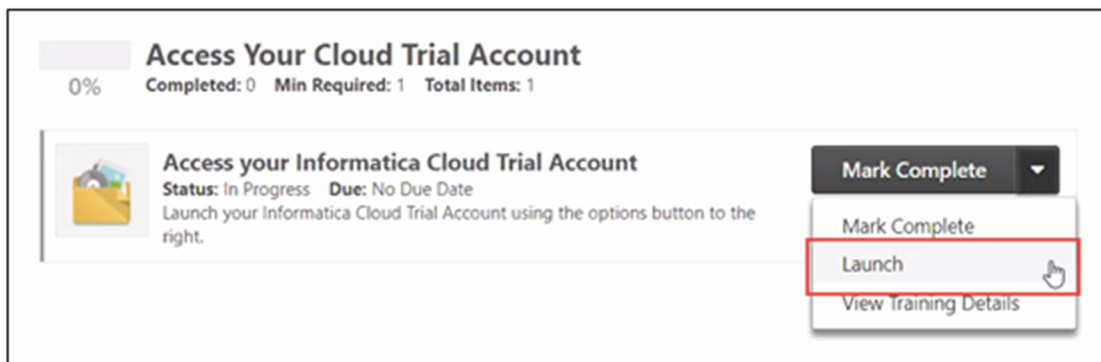 Access Your Cloud Trial Account
0%
Completed: 0 Min Required: 1 Total Items: 1
Access your Informatica Cloud Trial Account
Status: In Progress Due: No Due Date
Launch your Informatica Cloud Trial Account using the options button to the
right.
Mark Complete
Mark Complete
Launch
View Training Details